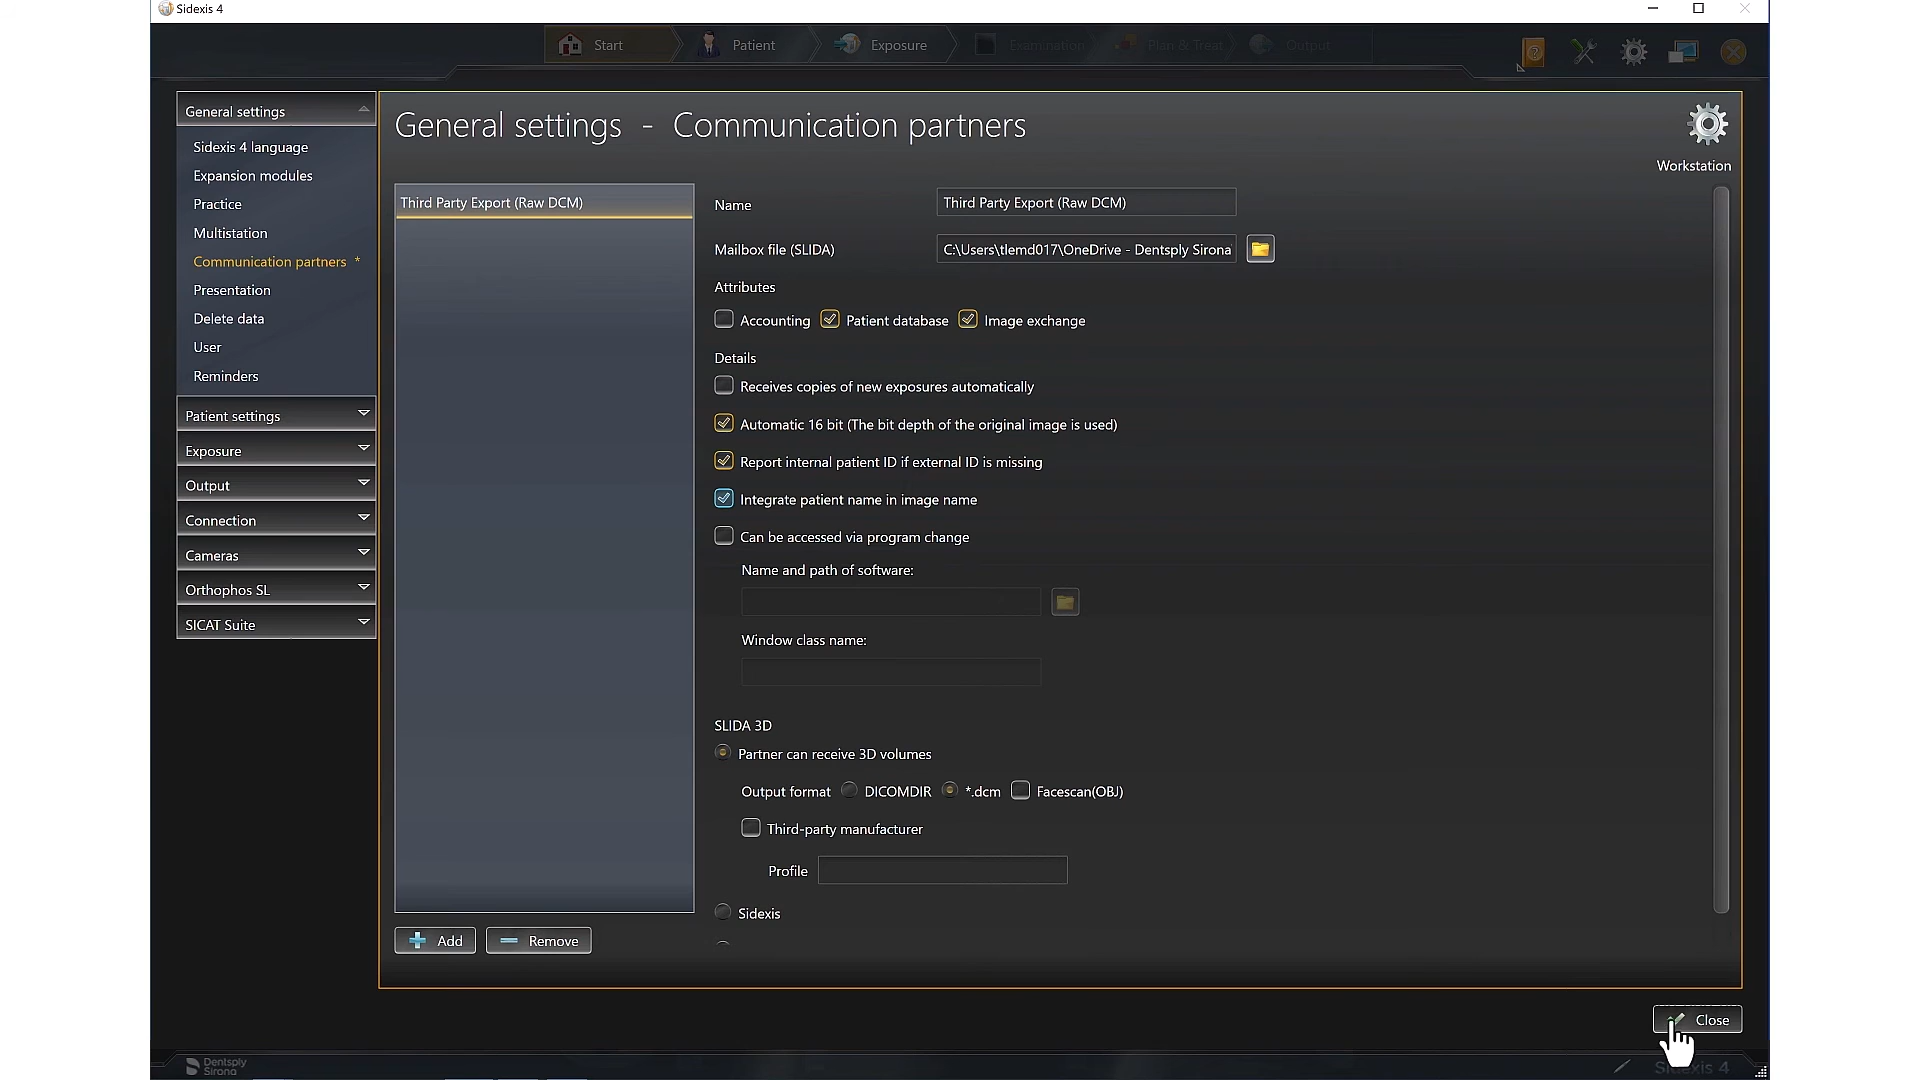 Sidexis 4
Start
Patient
Exposure
Examination
Plan & Treat
Output
General settings
Sidexis 4 language
Expansion modules
Practice
Multistation
Communication partners *
Presentation
Delete data
User
Reminders
Patient settings
Exposure
Output
Connection
Cameras
Orthophos SL
SICAT Suite
General settings - Communication partners
Workstation
Third Party Export (Raw DCM)
Name
Third Party Export (Raw DCM)
Mailbox file (SLIDA)
C:\Users\tlemd017\OneDrive - Dentsply Sirona
Attributes
Accounting
Patient database
Image exchange
Details
Receives copies of new exposures automatically
Automatic 16 bit (The bit depth of the original image is used)
Report internal patient ID if external ID is missing
Integrate patient name in image name
Can be accessed via program change
Name and path of software:
Window class name:
SLIDA 3D
Partner can receive 3D volumes
Output format
DICOMDIR
*.dcm
Facescan(OBJ)
Third-party manufacturer
Profile
Sidexis
Add
Remove
Close
Dentsply
Sirona
Sidexis 4